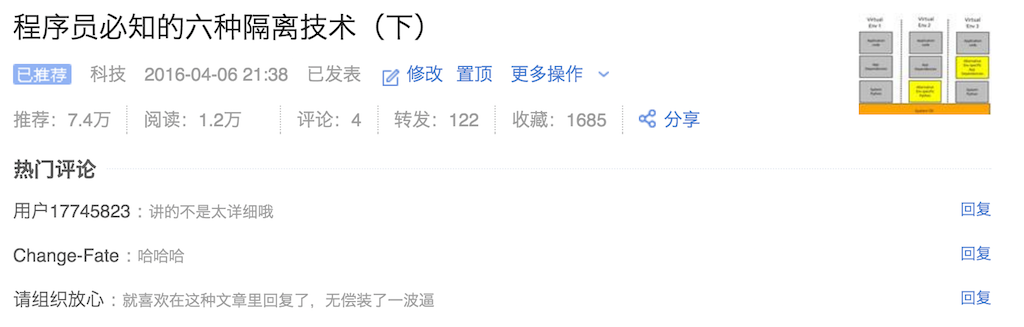 程序员必知的六种隔离技术（下）
已推荐 科技 2016-04-06 21:38 已发表 修改 置顶 更多操作
推荐：7.4万 阅读：1.2万 评论：4 转发：122 收藏：1685 分享
Virtual Env 1 Virtual Env 2 Virtual Env 3
System OS
热门评论
用户17745823：讲的不是太详细哦 回复
Change-Fate：哈哈哈 回复
请组织放心：就喜欢在这种文章里回复了，无偿装了一波逼 回复